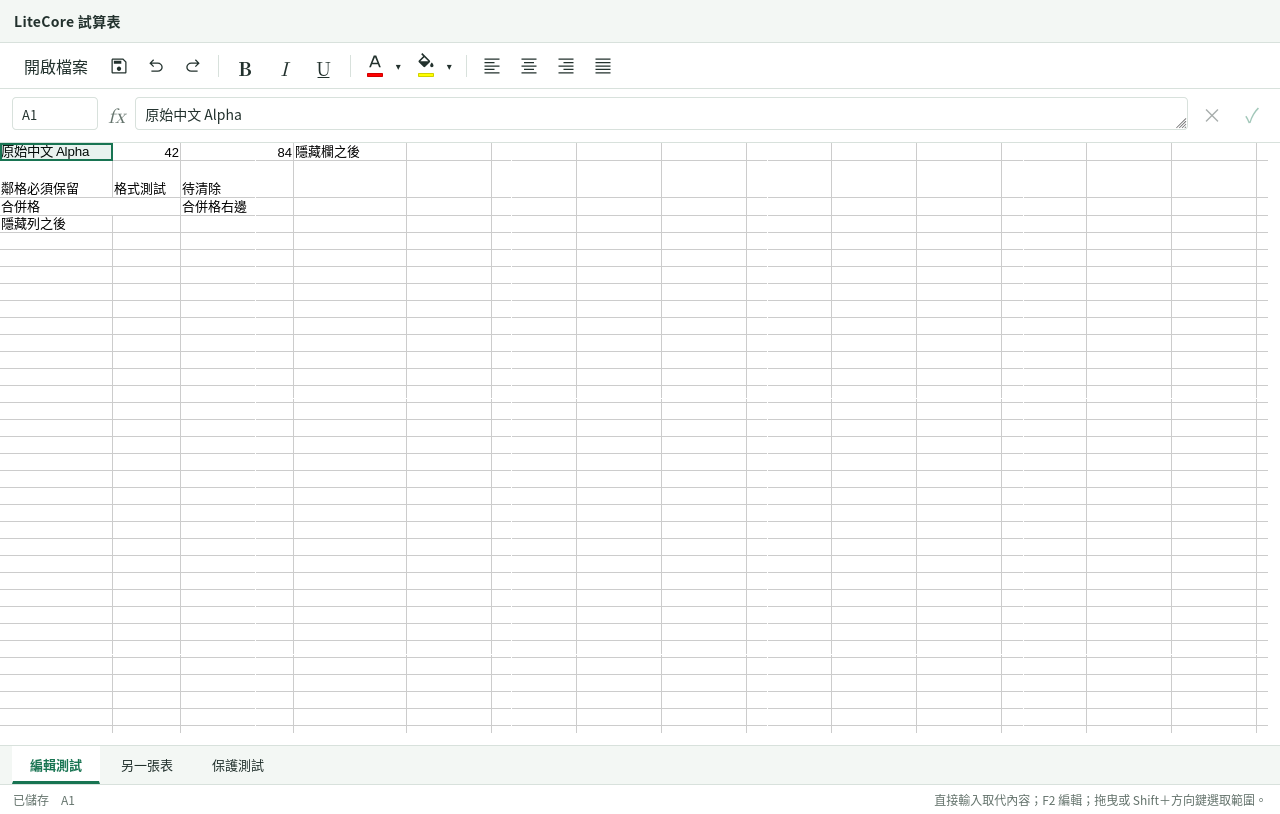 LiteCore 試算表
開啟檔案 B I U A ▾ ▾
A1 fx 原始中文 Alpha
原始中文 Alpha 42 84 隱藏欄之後
鄰格必須保留 格式測試 待清除
合併格 合併格右邊
隱藏列之後
編輯測試 另一張表 保護測試
已儲存 A1 直接輸入取代內容；F2 編輯；拖曳或 Shift＋方向鍵選取範圍。